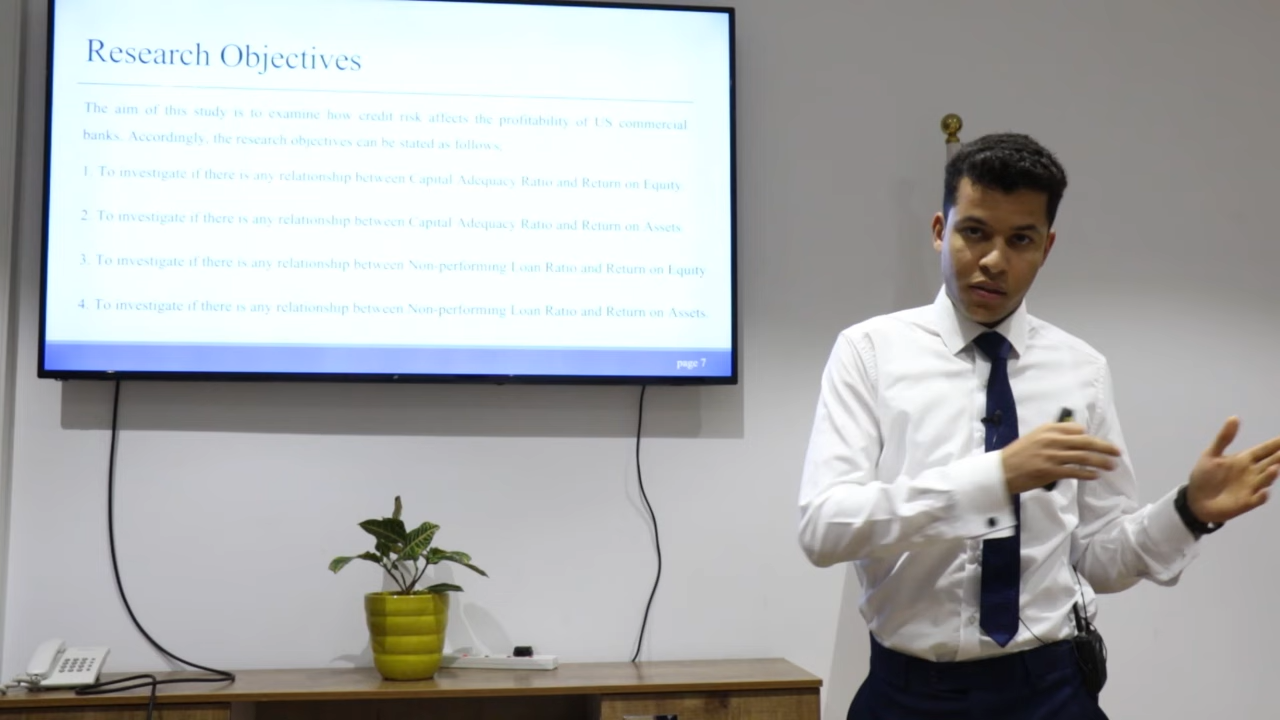 Research Objectives
The aim of this study is to examine how credit risk affects the profitability of US commercial
banks. Accordingly, the research objectives can be stated as follows;
1. To investigate if there is any relationship between Capital Adequacy Ratio and Return on Equity.
2. To investigate if there is any relationship between Capital Adequacy Ratio and Return on Assets.
3. To investigate if there is any relationship between Non-performing Loan Ratio and Return on Equity
4. To investigate if there is any relationship between Non-performing Loan Ratio and Return on Assets.
page 7